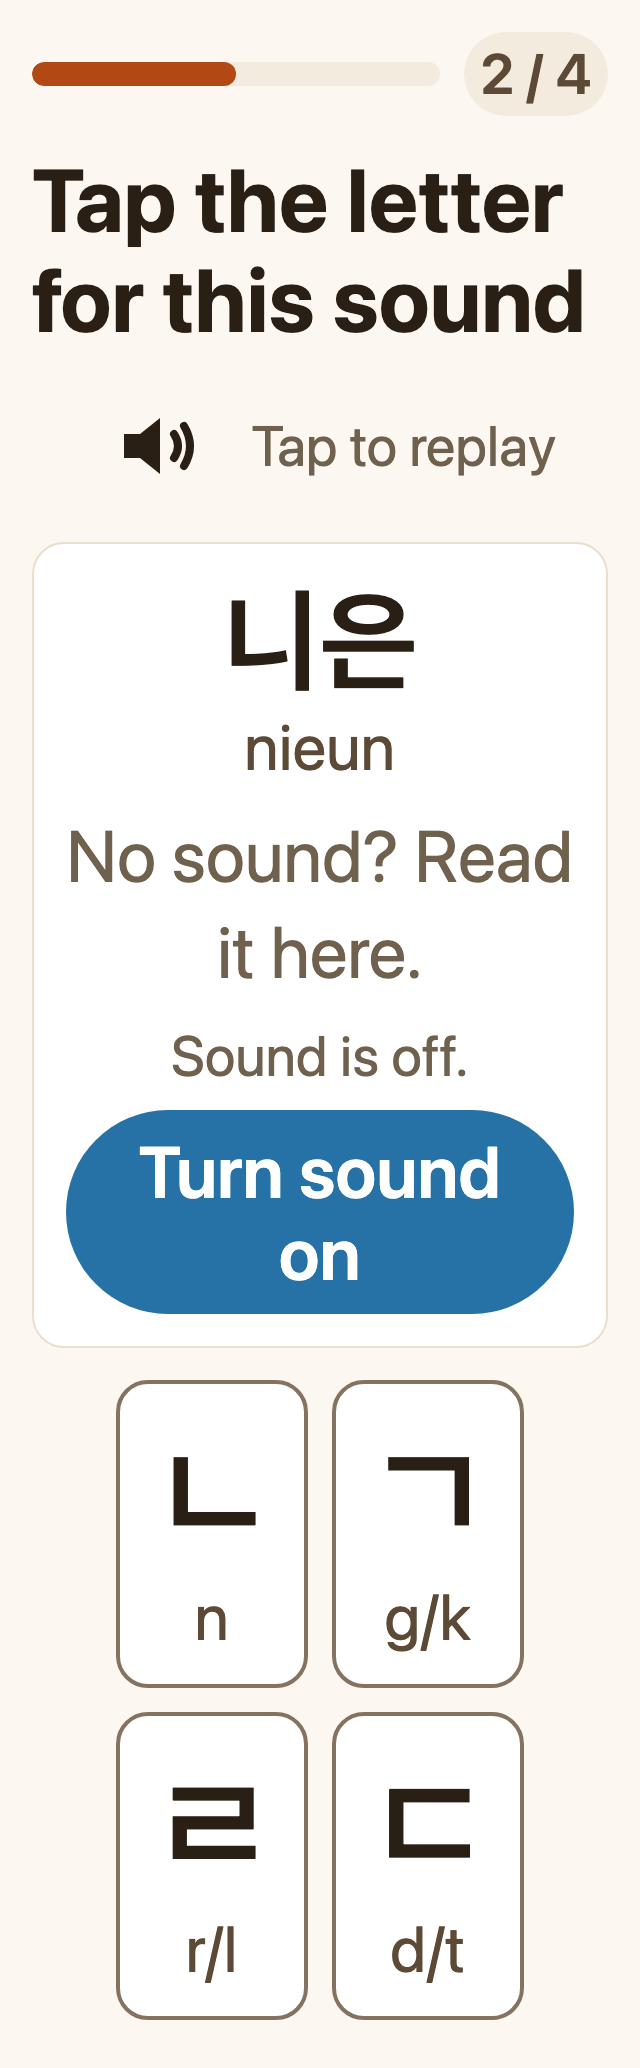 2 / 4
Tap the letter
for this sound
Tap to replay
니은
nieun
No sound? Read
it here.
Sound is off.
Turn sound
on
ㄴ ㄱ
n g/k
ㄹ ㄷ
r/l d/t